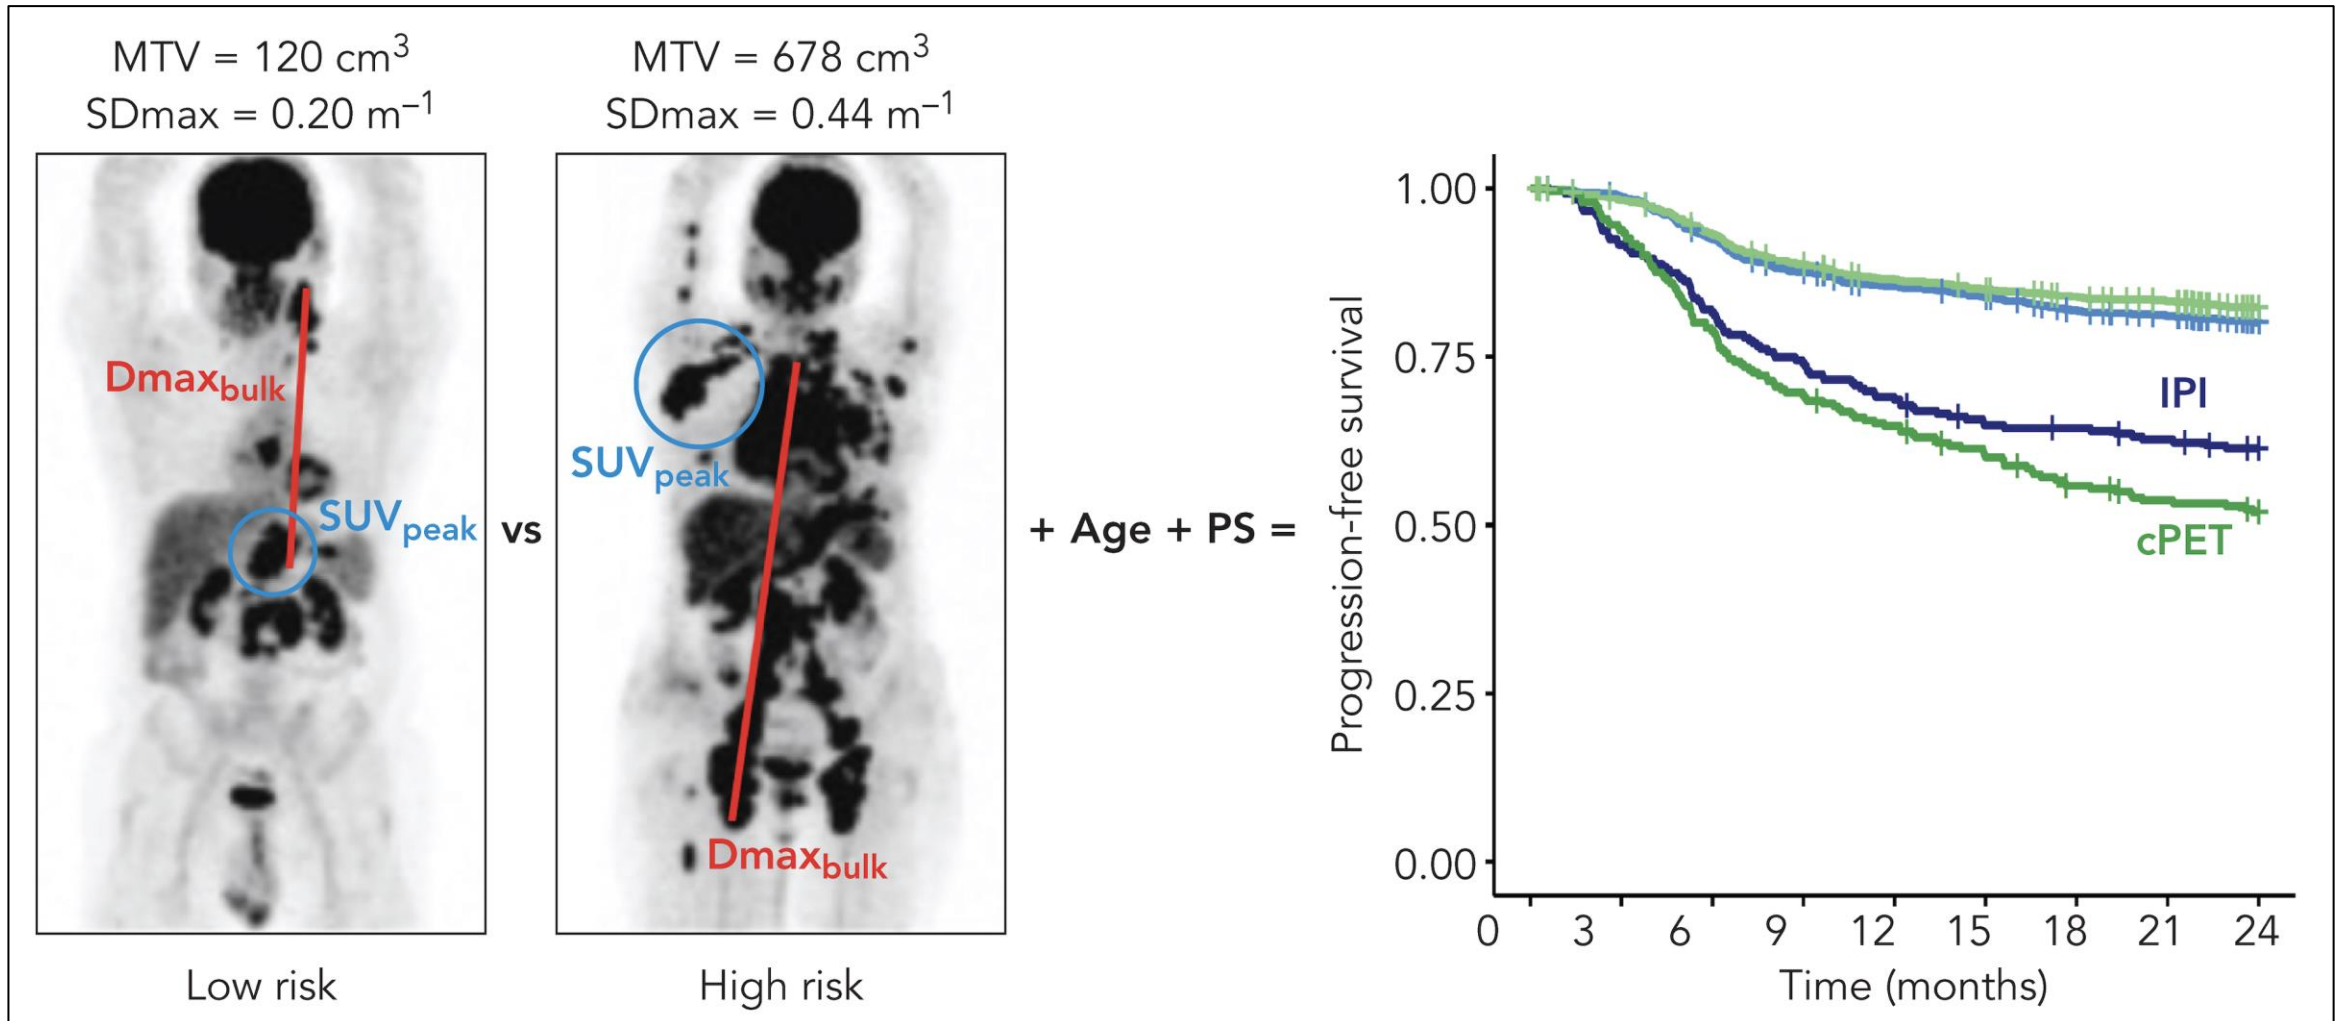 MTV = 120 cm³
SDmax = 0.20 m⁻¹
MTV = 678 cm³
SDmax = 0.44 m⁻¹
Dmaxbulk
SUVpeak
Low risk
vs
SUVpeak
Dmaxbulk
High risk
+ Age + PS =
Progression-free survival
1.00
0.75
0.50
0.25
0.00
IPI
cPET
0 3 6 9 12 15 18 21 24
Time (months)